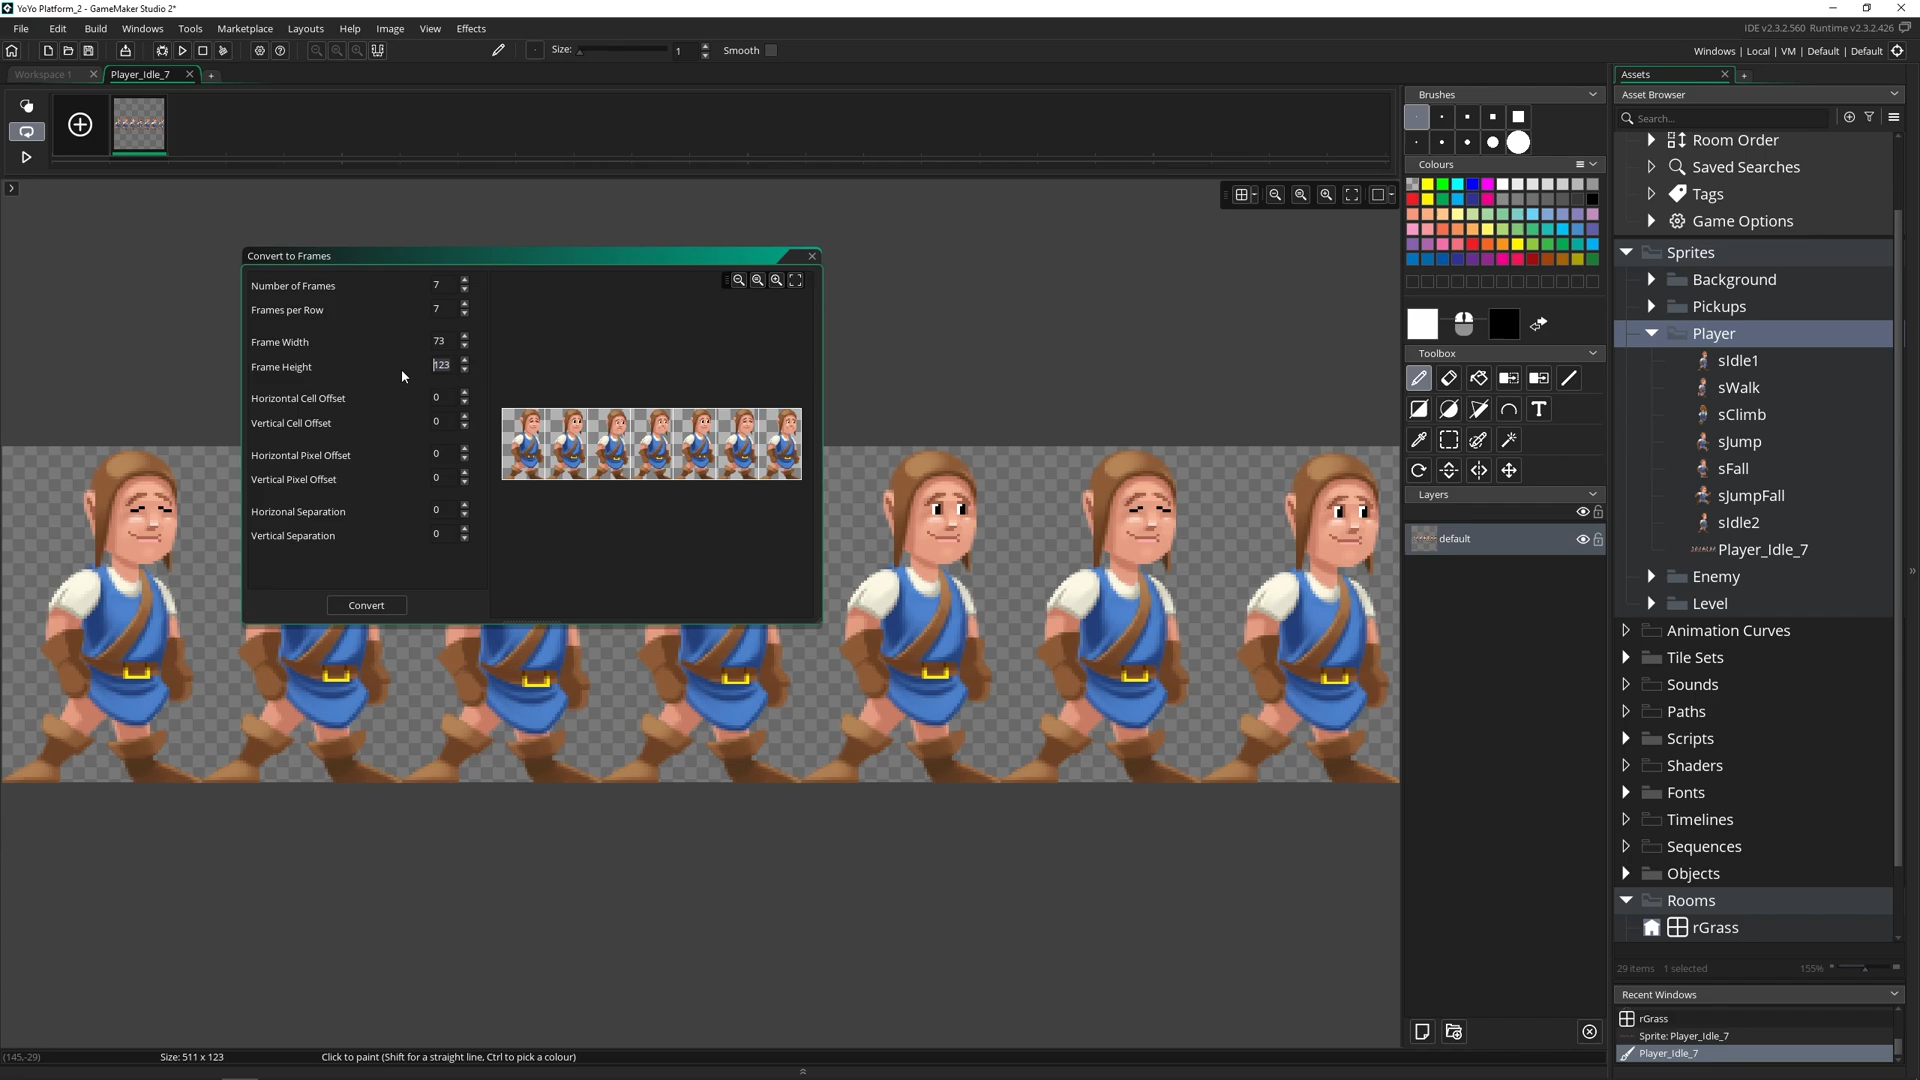 YoYo Platform_2 - GameMaker Studio 2*
File Edit Build Windows Tools Marketplace Layouts Help Image View Effects
IDE v2.3.2.560 Runtime v2.3.2.426
Size: 1 Smooth
Windows | Local | VM | Default | Default
Workspace 1
Player_Idle_7
Assets
Brushes
Asset Browser
Search...
Room Order
Colours
Saved Searches
Tags
Game Options
Convert to Frames
Sprites
Number of Frames 7
Background
Frames per Row 7
Pickups
Frame Width 73
Player
Toolbox
Frame Height 123
sIdle1
sWalk
Horizontal Cell Offset 0
sClimb
Vertical Cell Offset 0
sJump
Horizontal Pixel Offset 0
sFall
Vertical Pixel Offset 0
Layers
sJumpFall
Horizonal Separation 0
sIdle2
Vertical Separation 0
default
Player_Idle_7
Enemy
Convert
Level
Animation Curves
Tile Sets
Sounds
Paths
Scripts
Shaders
Fonts
Timelines
Sequences
Objects
Rooms
rGrass
29 items 1 selected 155%
Recent Windows
rGrass
Sprite: Player_Idle_7
Player_Idle_7
(145,-29) Size: 511 x 123 Click to paint (Shift for a straight line, Ctrl to pick a colour)